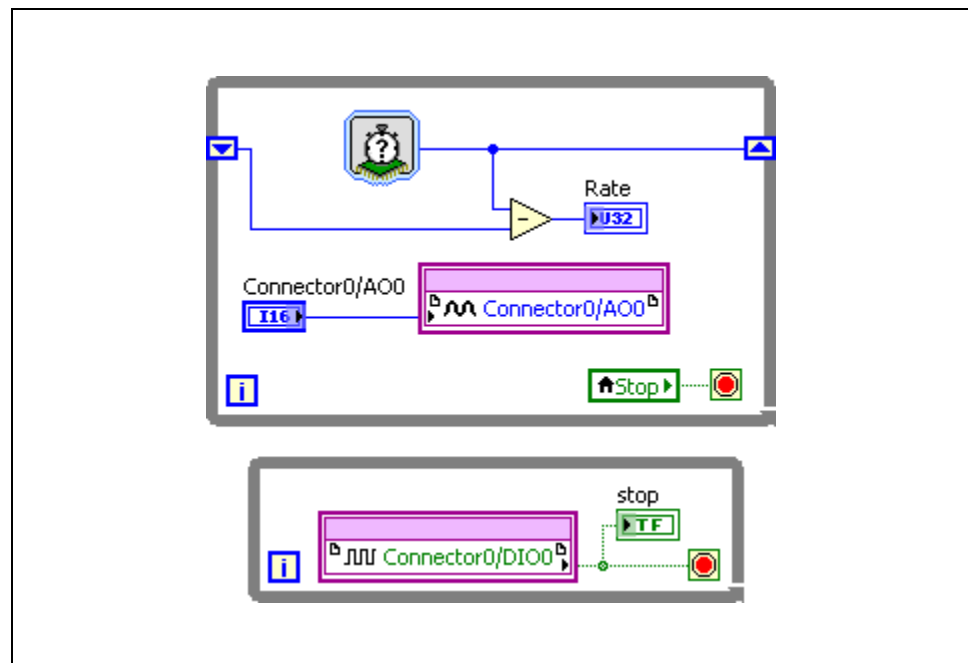 ?
Rate
U32
Connector0/AO0
I16
Connector0/AO0
i
Stop
stop
TF
Connector0/DIO0
i